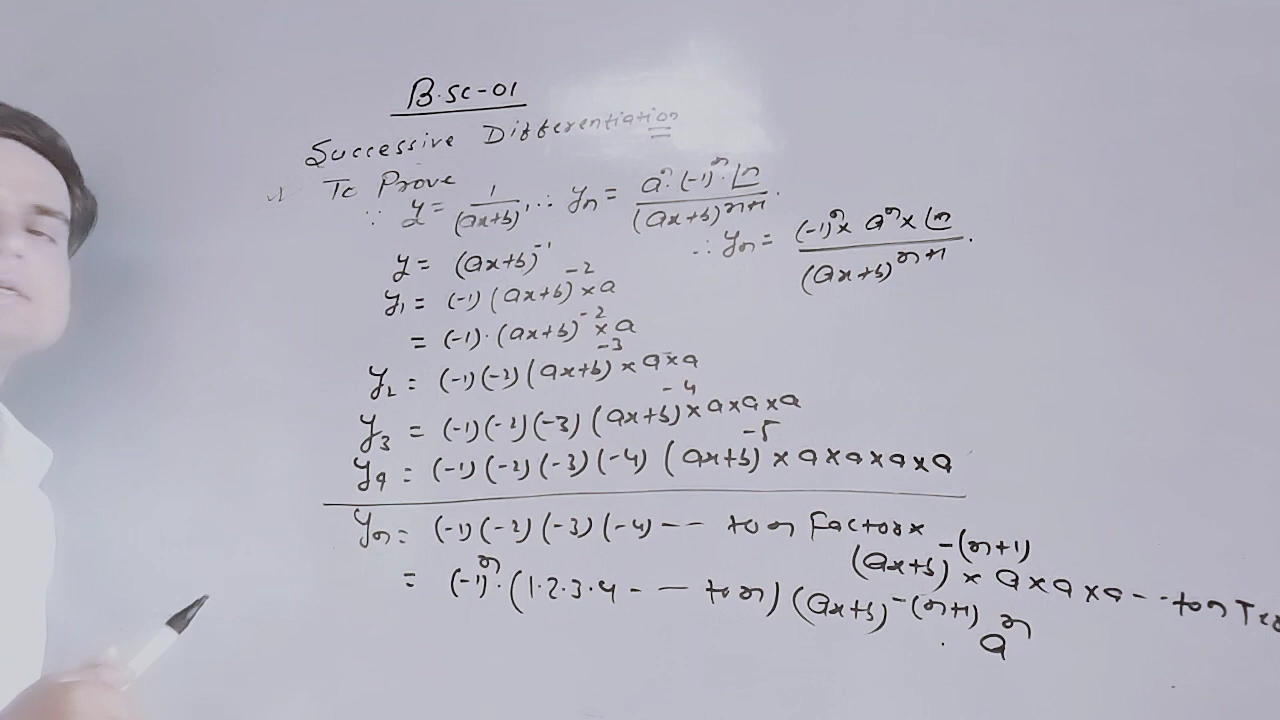 B.SC-01
Successive Differentiation
To Prove
∵ y = 1/(ax+b), ∴ yn = aⁿ·(-1)ⁿ·|n / (ax+b)ⁿ⁺¹.
∴ yn = (-1)ⁿ × aⁿ × |n / (ax+b)ⁿ⁺¹.
y = (ax+b)⁻¹
y₁ = (-1)(ax+b)⁻² × a
= (-1)·(ax+b)⁻² × a
y₂ = (-1)(-2)(ax+b)⁻³ × a × a
y₃ = (-1)(-2)(-3)(ax+b)⁻⁴ × a × a × a
y₄ = (-1)(-2)(-3)(-4)(ax+b)⁻⁵ × a × a × a × a
yn = (-1)(-2)(-3)(-4) -- to n Factor ×
(ax+b)⁻⁽ⁿ⁺¹⁾ × a × a × a -- to n
= (-1)ⁿ·(1·2·3·4 -- to n)(ax+b)⁻⁽ⁿ⁺¹⁾
· aⁿ